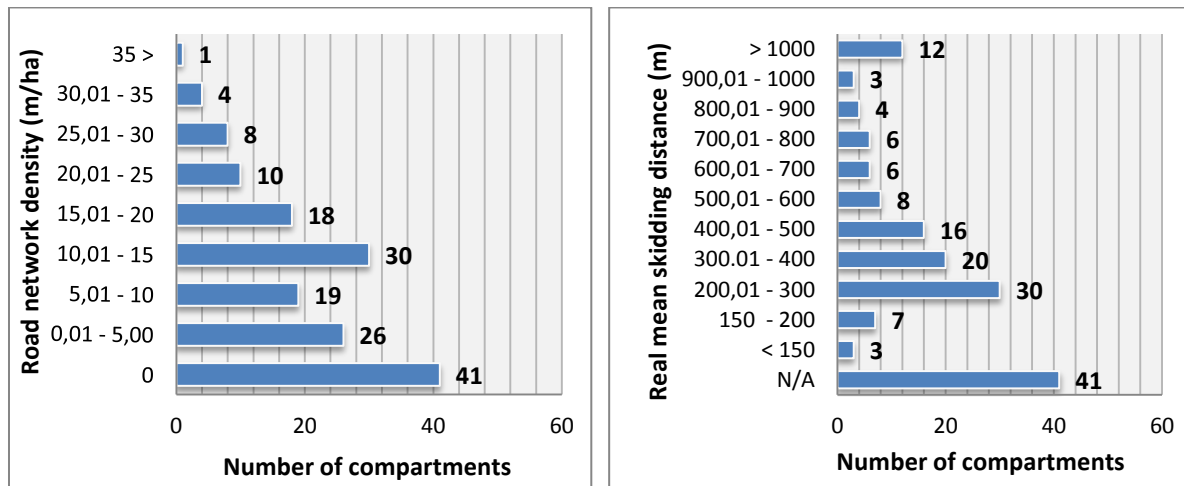 Road network density (m/ha)
35 > 1
30,01 - 35 4
25,01 - 30 8
20,01 - 25 10
15,01 - 20 18
10,01 - 15 30
5,01 - 10 19
0,01 - 5,00 26
0 41
0 20 40 60
Number of compartments
Real mean skidding distance (m)
> 1000 12
900,01 - 1000 3
800,01 - 900 4
700,01 - 800 6
600,01 - 700 6
500,01 - 600 8
400,01 - 500 16
300.01 - 400 20
200,01 - 300 30
150 - 200 7
< 150 3
N/A 41
0 20 40 60
Number of compartments